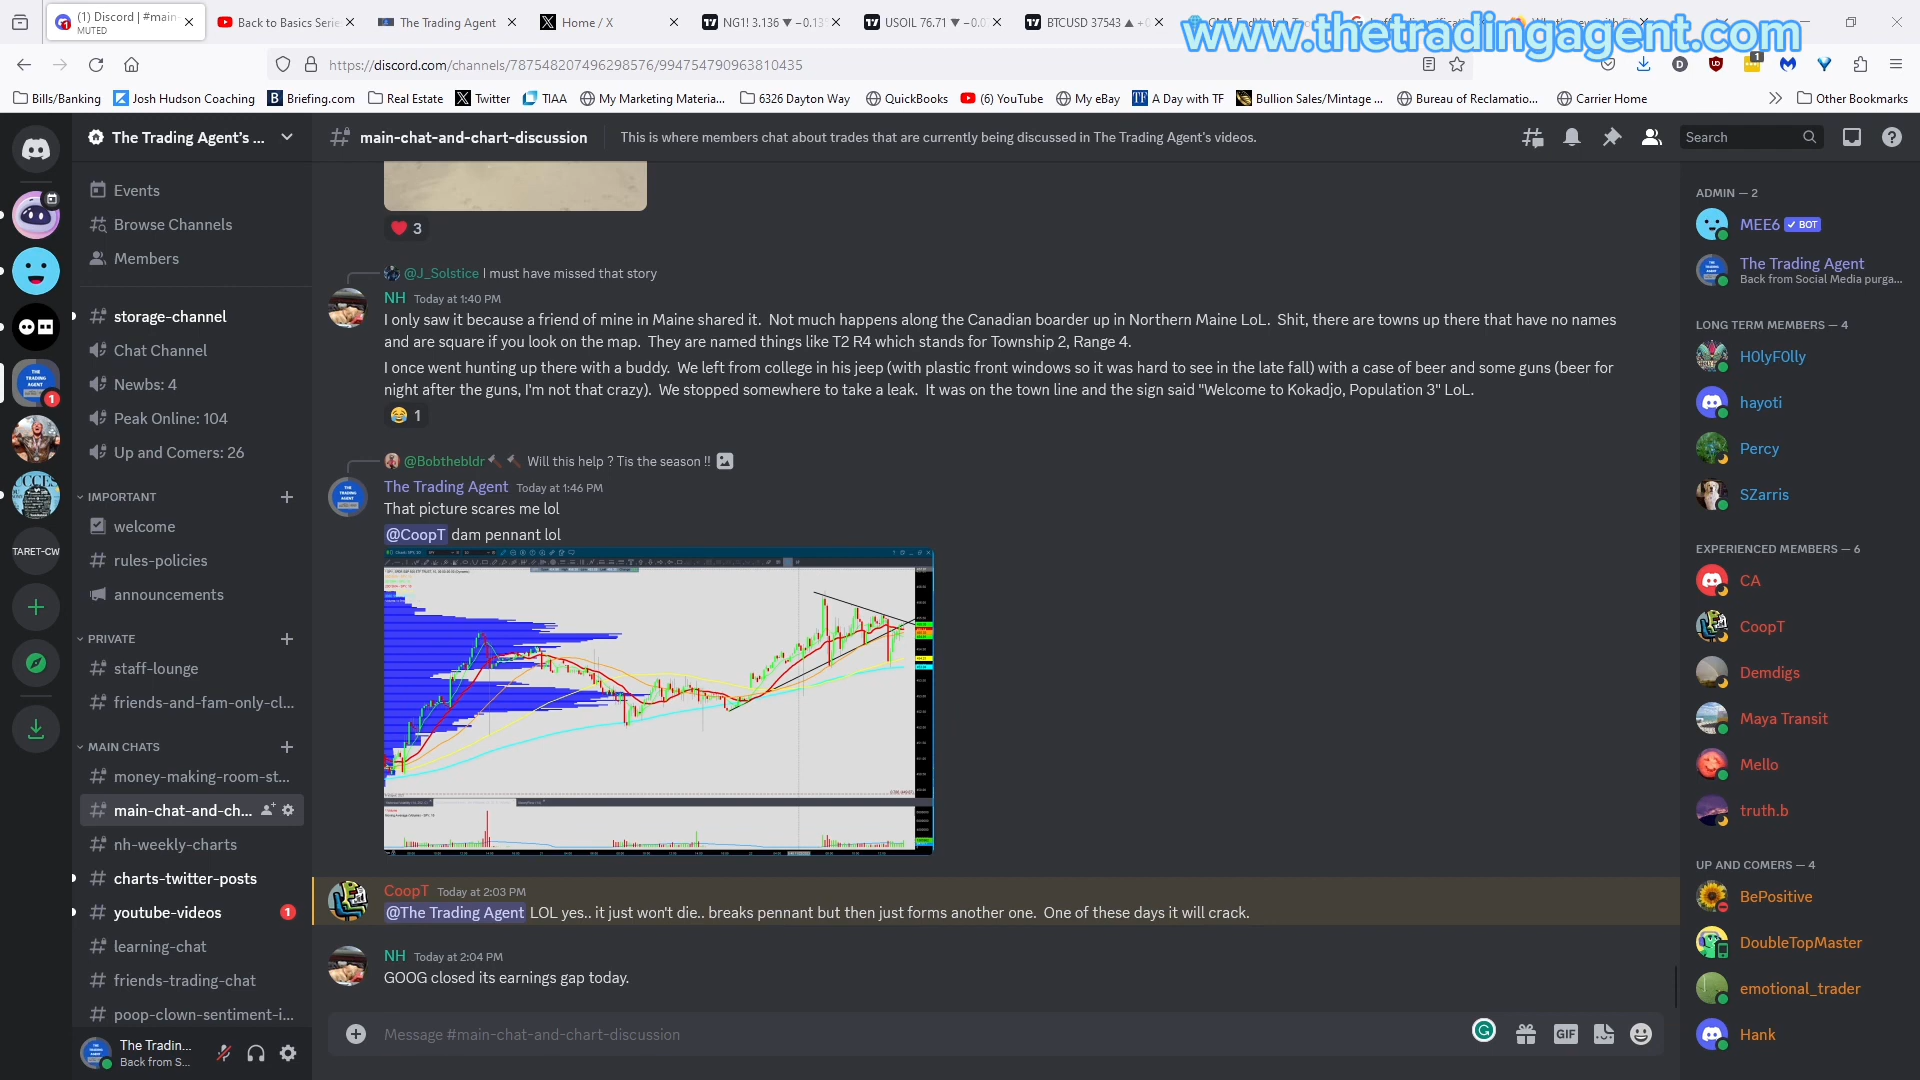 (1) Discord | #main-
MUTED
Back to Basics Serie
The Trading Agent
Home / X
NG1! 3.136 ▼ −0.13
USOIL 76.71 ▼ −0.0
BTCUSD 37543 ▲ +
www.thetradingagent.com
https://discord.com/channels/787548207496298576/994754790963810435
1
Bills/Banking
Josh Hudson Coaching
Briefing.com
Real Estate
Twitter
TIAA
My Marketing Materia...
6326 Dayton Way
QuickBooks
(6) YouTube
My eBay
A Day with TF
Bullion Sales/Mintage ...
Bureau of Reclamatio...
Carrier Home
Other Bookmarks
The Trading Agent's ...
main-chat-and-chart-discussion
This is where members chat about trades that are currently being discussed in The Trading Agent's videos.
Search
Events
Browse Channels
Members
storage-channel
Chat Channel
Newbs: 4
Peak Online: 104
Up and Comers: 26
IMPORTANT
welcome
rules-policies
announcements
PRIVATE
staff-lounge
friends-and-fam-only-cl...
MAIN CHATS
money-making-room-st...
main-chat-and-ch...
nh-weekly-charts
charts-twitter-posts
youtube-videos 1
learning-chat
friends-trading-chat
poop-clown-sentiment-i...
THE TRADING AGENT
1
TARET-CW
The Tradin...
Back from S...
3
@J_Solstice I must have missed that story
NH Today at 1:40 PM
I only saw it because a friend of mine in Maine shared it. Not much happens along the Canadian boarder up in Northern Maine LoL. Shit, there are towns up there that have no names
and are square if you look on the map. They are named things like T2 R4 which stands for Township 2, Range 4.
I once went hunting up there with a buddy. We left from college in his jeep (with plastic front windows so it was hard to see in the late fall) with a case of beer and some guns (beer for
night after the guns, I'm not that crazy). We stopped somewhere to take a leak. It was on the town line and the sign said "Welcome to Kokadjo, Population 3" LoL.
1
@Bobthebldr Will this help ? Tis the season !!
The Trading Agent Today at 1:46 PM
That picture scares me lol
@CoopT dam pennant lol
CoopT Today at 2:03 PM
@The Trading Agent LOL yes.. it just won't die.. breaks pennant but then just forms another one. One of these days it will crack.
NH Today at 2:04 PM
GOOG closed its earnings gap today.
Message #main-chat-and-chart-discussion
GIF
ADMIN — 2
MEE6 ✓ BOT
The Trading Agent
Back from Social Media purga...
LONG TERM MEMBERS — 4
H0lyF0lly
hayoti
Percy
SZarris
EXPERIENCED MEMBERS — 6
CA
CoopT
Demdigs
Maya Transit
Mello
truth.b
UP AND COMERS — 4
BePositive
DoubleTopMaster
emotional_trader
Hank